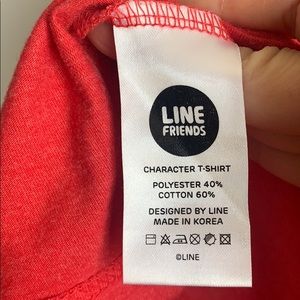 LINE
FRIENDS
CHARACTER T-SHIRT
POLYESTER 40%
COTTON 60%
DESIGNED BY LINE
MADE IN KOREA
©LINE